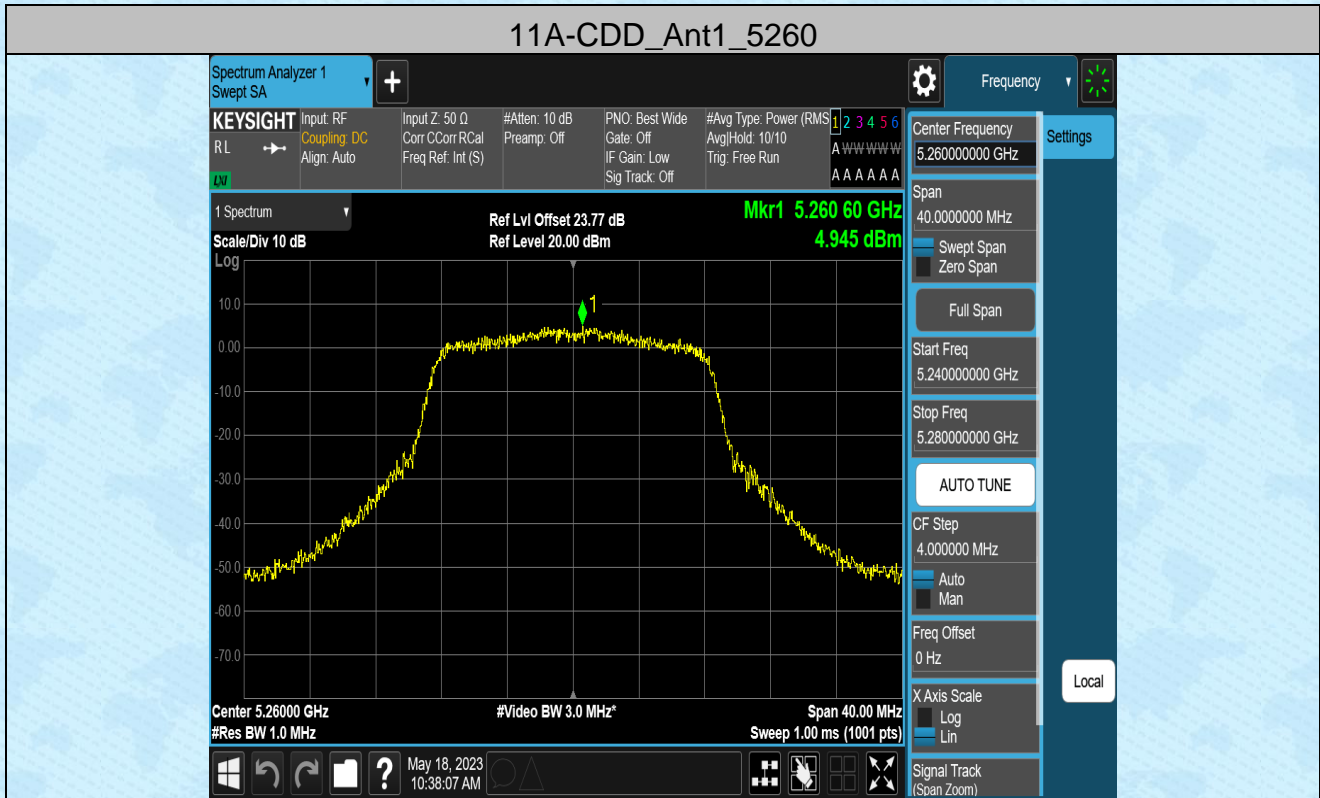 11A-CDD_Ant1_5260
Spectrum Analyzer 1
Swept SA
+
Frequency
KEYSIGHT
R L
LXI
Input: RF
Coupling: DC
Align: Auto
Input Z: 50 Ω
Corr CCorr RCal
Freq Ref: Int (S)
#Atten: 10 dB
Preamp: Off
PNO: Best Wide
Gate: Off
IF Gain: Low
Sig Track: Off
#Avg Type: Power (RMS
Avg|Hold: 10/10
Trig: Free Run
1 2 3 4 5 6
A W W W W W
A A A A A A
1 Spectrum
Scale/Div 10 dB
Log
Ref Lvl Offset 23.77 dB
Ref Level 20.00 dBm
Mkr1 5.260 60 GHz
4.945 dBm
1
10.0
0.00
-10.0
-20.0
-30.0
-40.0
-50.0
-60.0
-70.0
Center 5.26000 GHz
#Res BW 1.0 MHz
#Video BW 3.0 MHz*
Span 40.00 MHz
Sweep 1.00 ms (1001 pts)
?
May 18, 2023
10:38:07 AM
Center Frequency
5.260000000 GHz
Span
40.0000000 MHz
Swept Span
Zero Span
Full Span
Start Freq
5.240000000 GHz
Stop Freq
5.280000000 GHz
AUTO TUNE
CF Step
4.000000 MHz
Auto
Man
Freq Offset
0 Hz
X Axis Scale
Log
Lin
Signal Track
(Span Zoom)
Settings
Local